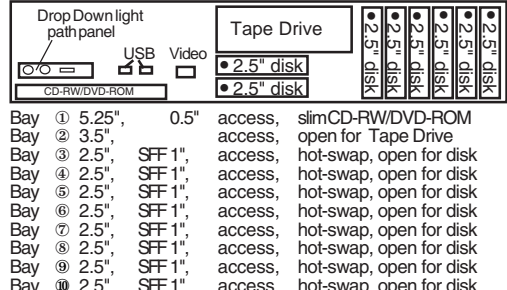 Drop Down light
path panel
USB
Video
Tape Drive
2.5" disk
2.5" disk
2.5" disk
2.5" disk
2.5" disk
2.5" disk
2.5" disk
2.5" disk
CD-RW/DVD-ROM
Bay ① 5.25", 0.5" access, slimCD-RW/DVD-ROM
Bay ② 3.5", access, open for Tape Drive
Bay ③ 2.5", SFF 1", access, hot-swap, open for disk
Bay ④ 2.5", SFF 1", access, hot-swap, open for disk
Bay ⑤ 2.5", SFF 1", access, hot-swap, open for disk
Bay ⑥ 2.5", SFF 1", access, hot-swap, open for disk
Bay ⑦ 2.5", SFF 1", access, hot-swap, open for disk
Bay ⑧ 2.5", SFF 1", access, hot-swap, open for disk
Bay ⑨ 2.5", SFF 1", access, hot-swap, open for disk
Bay ⑩ 2.5", SFF 1", access, hot-swap, open for disk